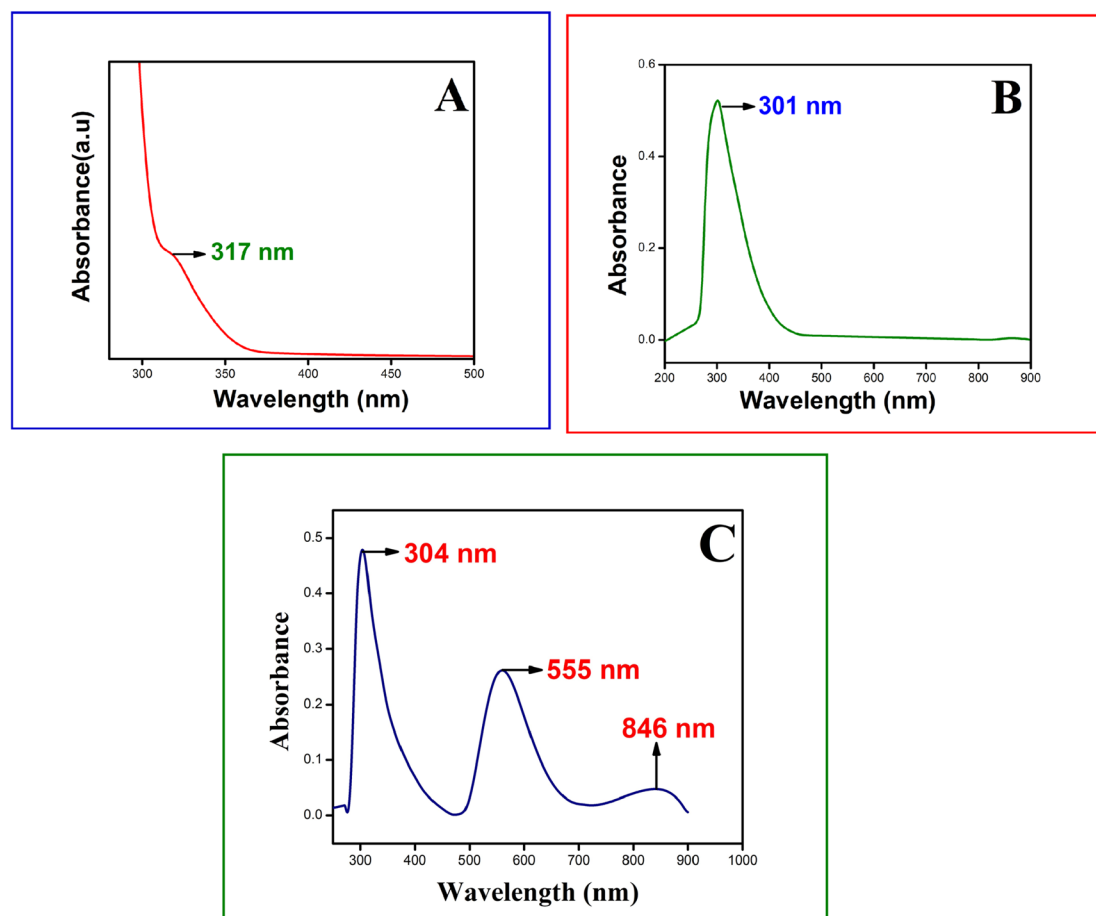 A
Absorbance(a.u)
317 nm
300 350 400 450 500
Wavelength (nm)
B
Absorbance
0.6
0.4
0.2
0.0
301 nm
200 300 400 500 600 700 800 900
Wavelength (nm)
C
Absorbance
0.5
0.4
0.3
0.2
0.1
0.0
304 nm
555 nm
846 nm
300 400 500 600 700 800 900 1000
Wavelength (nm)